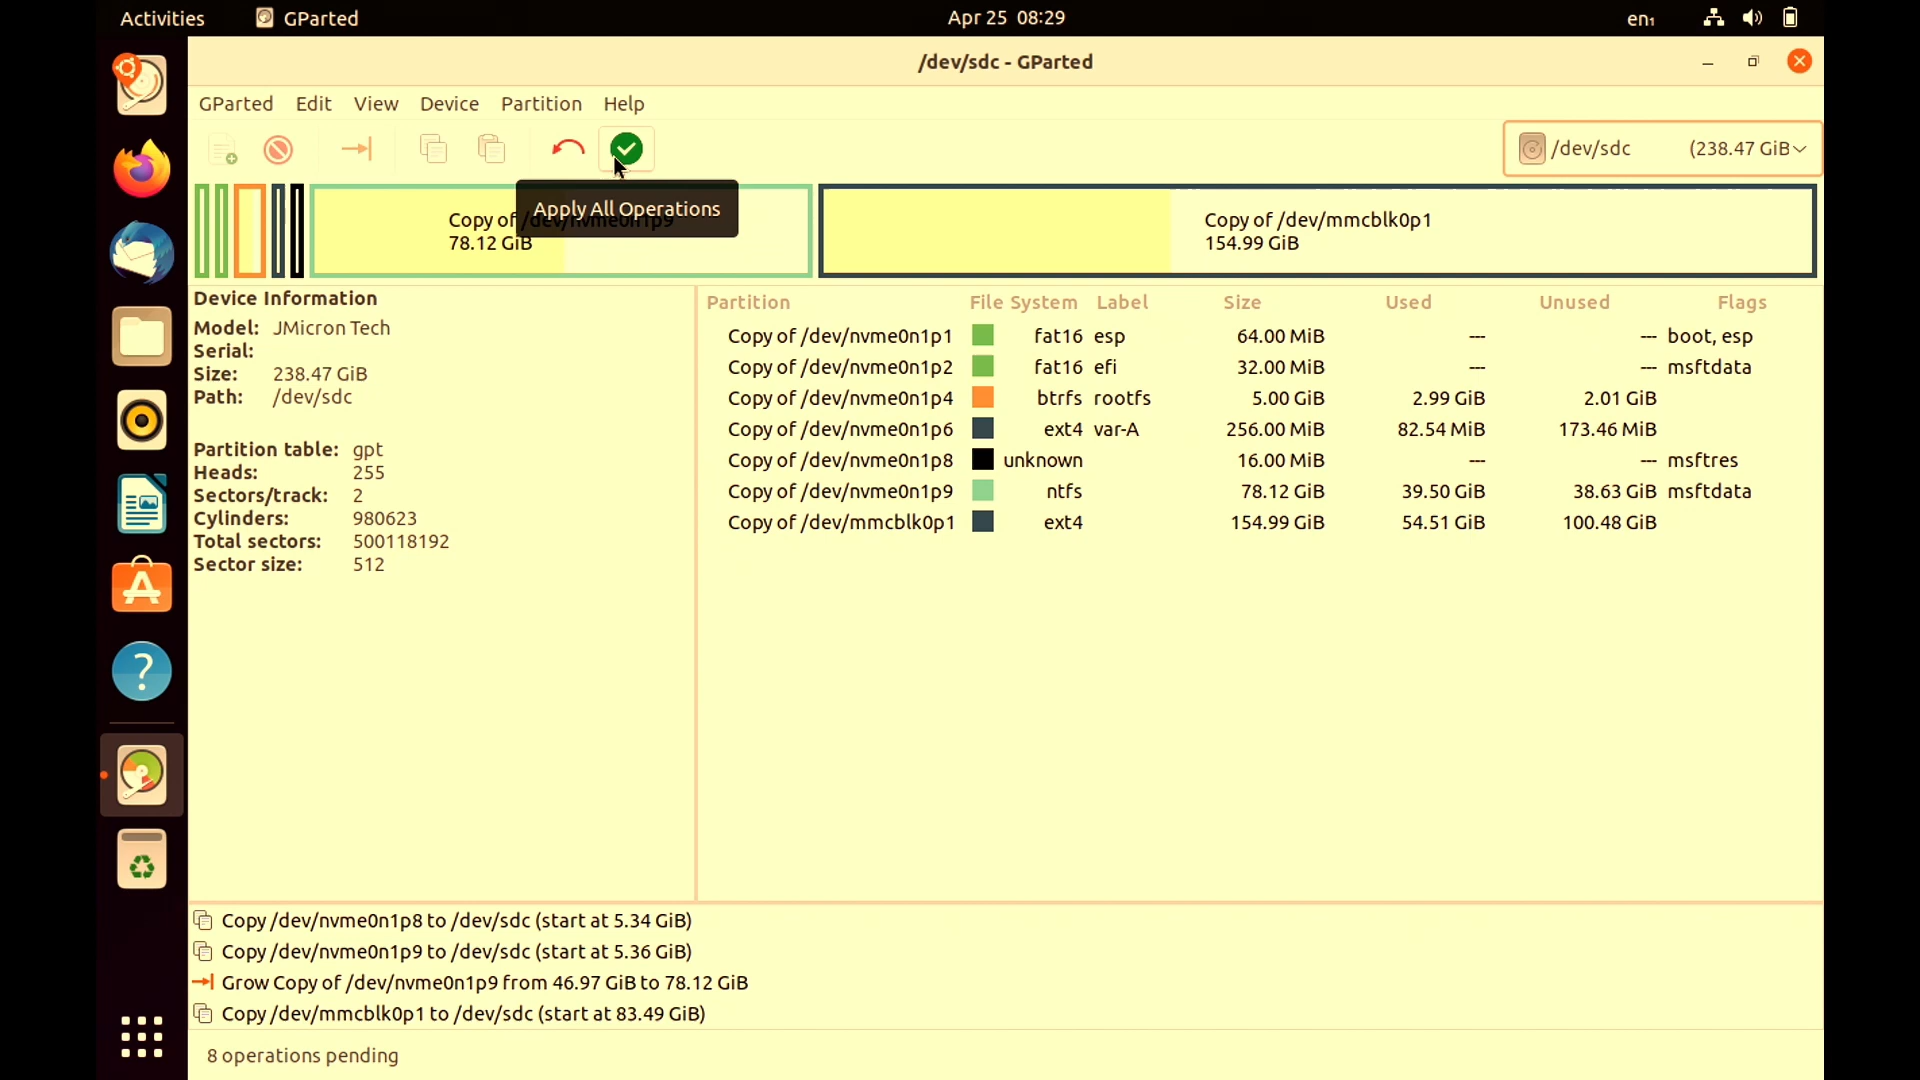 Activities GParted Apr 25 08:29 en₁
/dev/sdc - GParted
GParted Edit View Device Partition Help
/dev/sdc (238.47 GiB
Apply All Operations
Copy of /dev/nvme0n1p9
78.12 GiB
Copy of /dev/mmcblk0p1
154.99 GiB
Device Information
Model: JMicron Tech
Serial:
Size: 238.47 GiB
Path: /dev/sdc
Partition table: gpt
Heads: 255
Sectors/track: 2
Cylinders: 980623
Total sectors: 500118192
Sector size: 512
Partition File System Label Size Used Unused Flags
Copy of /dev/nvme0n1p1 fat16 esp 64.00 MiB --- --- boot, esp
Copy of /dev/nvme0n1p2 fat16 efi 32.00 MiB --- --- msftdata
Copy of /dev/nvme0n1p4 btrfs rootfs 5.00 GiB 2.99 GiB 2.01 GiB
Copy of /dev/nvme0n1p6 ext4 var-A 256.00 MiB 82.54 MiB 173.46 MiB
Copy of /dev/nvme0n1p8 unknown 16.00 MiB --- --- msftres
Copy of /dev/nvme0n1p9 ntfs 78.12 GiB 39.50 GiB 38.63 GiB msftdata
Copy of /dev/mmcblk0p1 ext4 154.99 GiB 54.51 GiB 100.48 GiB
Copy /dev/nvme0n1p8 to /dev/sdc (start at 5.34 GiB)
Copy /dev/nvme0n1p9 to /dev/sdc (start at 5.36 GiB)
Grow Copy of /dev/nvme0n1p9 from 46.97 GiB to 78.12 GiB
Copy /dev/mmcblk0p1 to /dev/sdc (start at 83.49 GiB)
8 operations pending